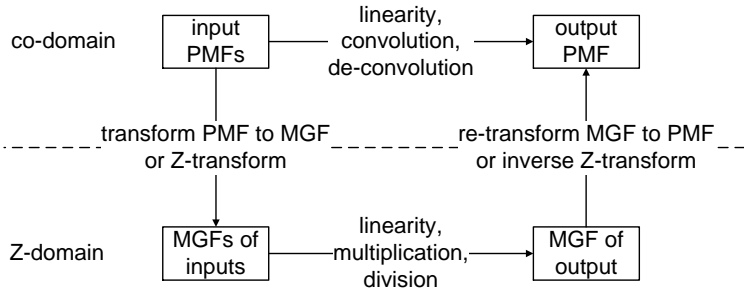 co-domain
input
PMFs
linearity,
convolution,
de-convolution
output
PMF
transform PMF to MGF
or Z-transform
re-transform MGF to PMF
or inverse Z-transform
Z-domain
MGFs of
inputs
linearity,
multiplication,
division
MGF of
output